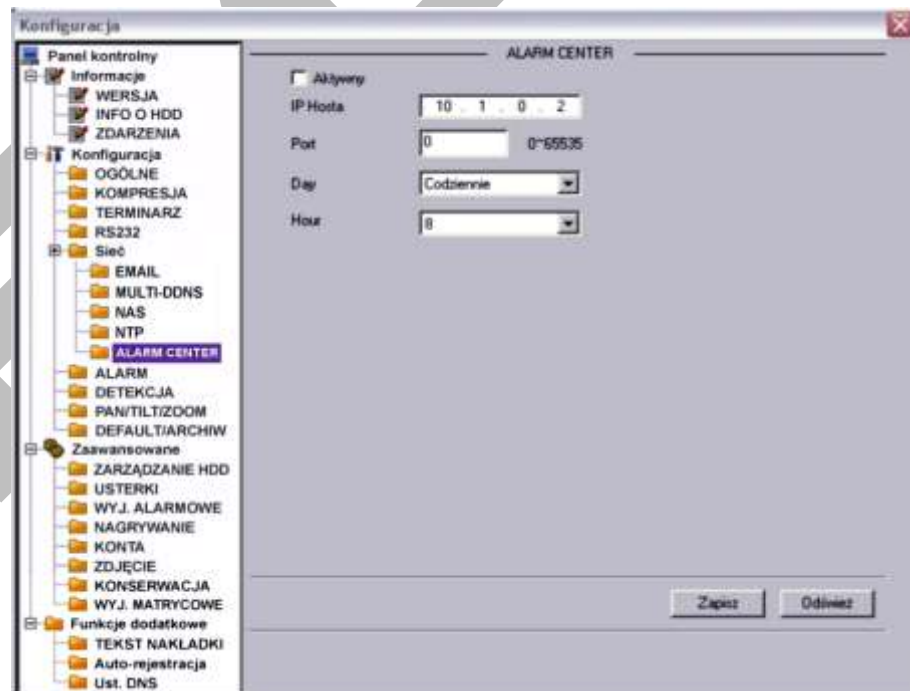 Konfiguracja
Panel kontrolny
Informacje
WERSJA
INFO O HDD
ZDARZENIA
Konfiguracja
OGÓLNE
KOMPRESJA
TERMINARZ
RS232
Sieć
EMAIL
MULTI-DDNS
NAS
NTP
ALARM CENTER
ALARM
DETEKCJA
PAN/TILT/ZOOM
DEFAULT/ARCHIW
Zaawansowane
ZARZĄDZANIE HDD
USTERKI
WYJ. ALARMOWE
NAGRYWANIE
KONTA
ZDJĘCIE
KONSERWACJA
WYJ. MATRYCOWE
Funkcje dodatkowe
TEKST NAKŁADKI
Auto-rejestracja
Ust. DNS
ALARM CENTER
Aktywny
IP Hosta 10 . 1 . 0 . 2
Port 0 0~65535
Day Codziennie
Hour 8
Zapisz Odśwież